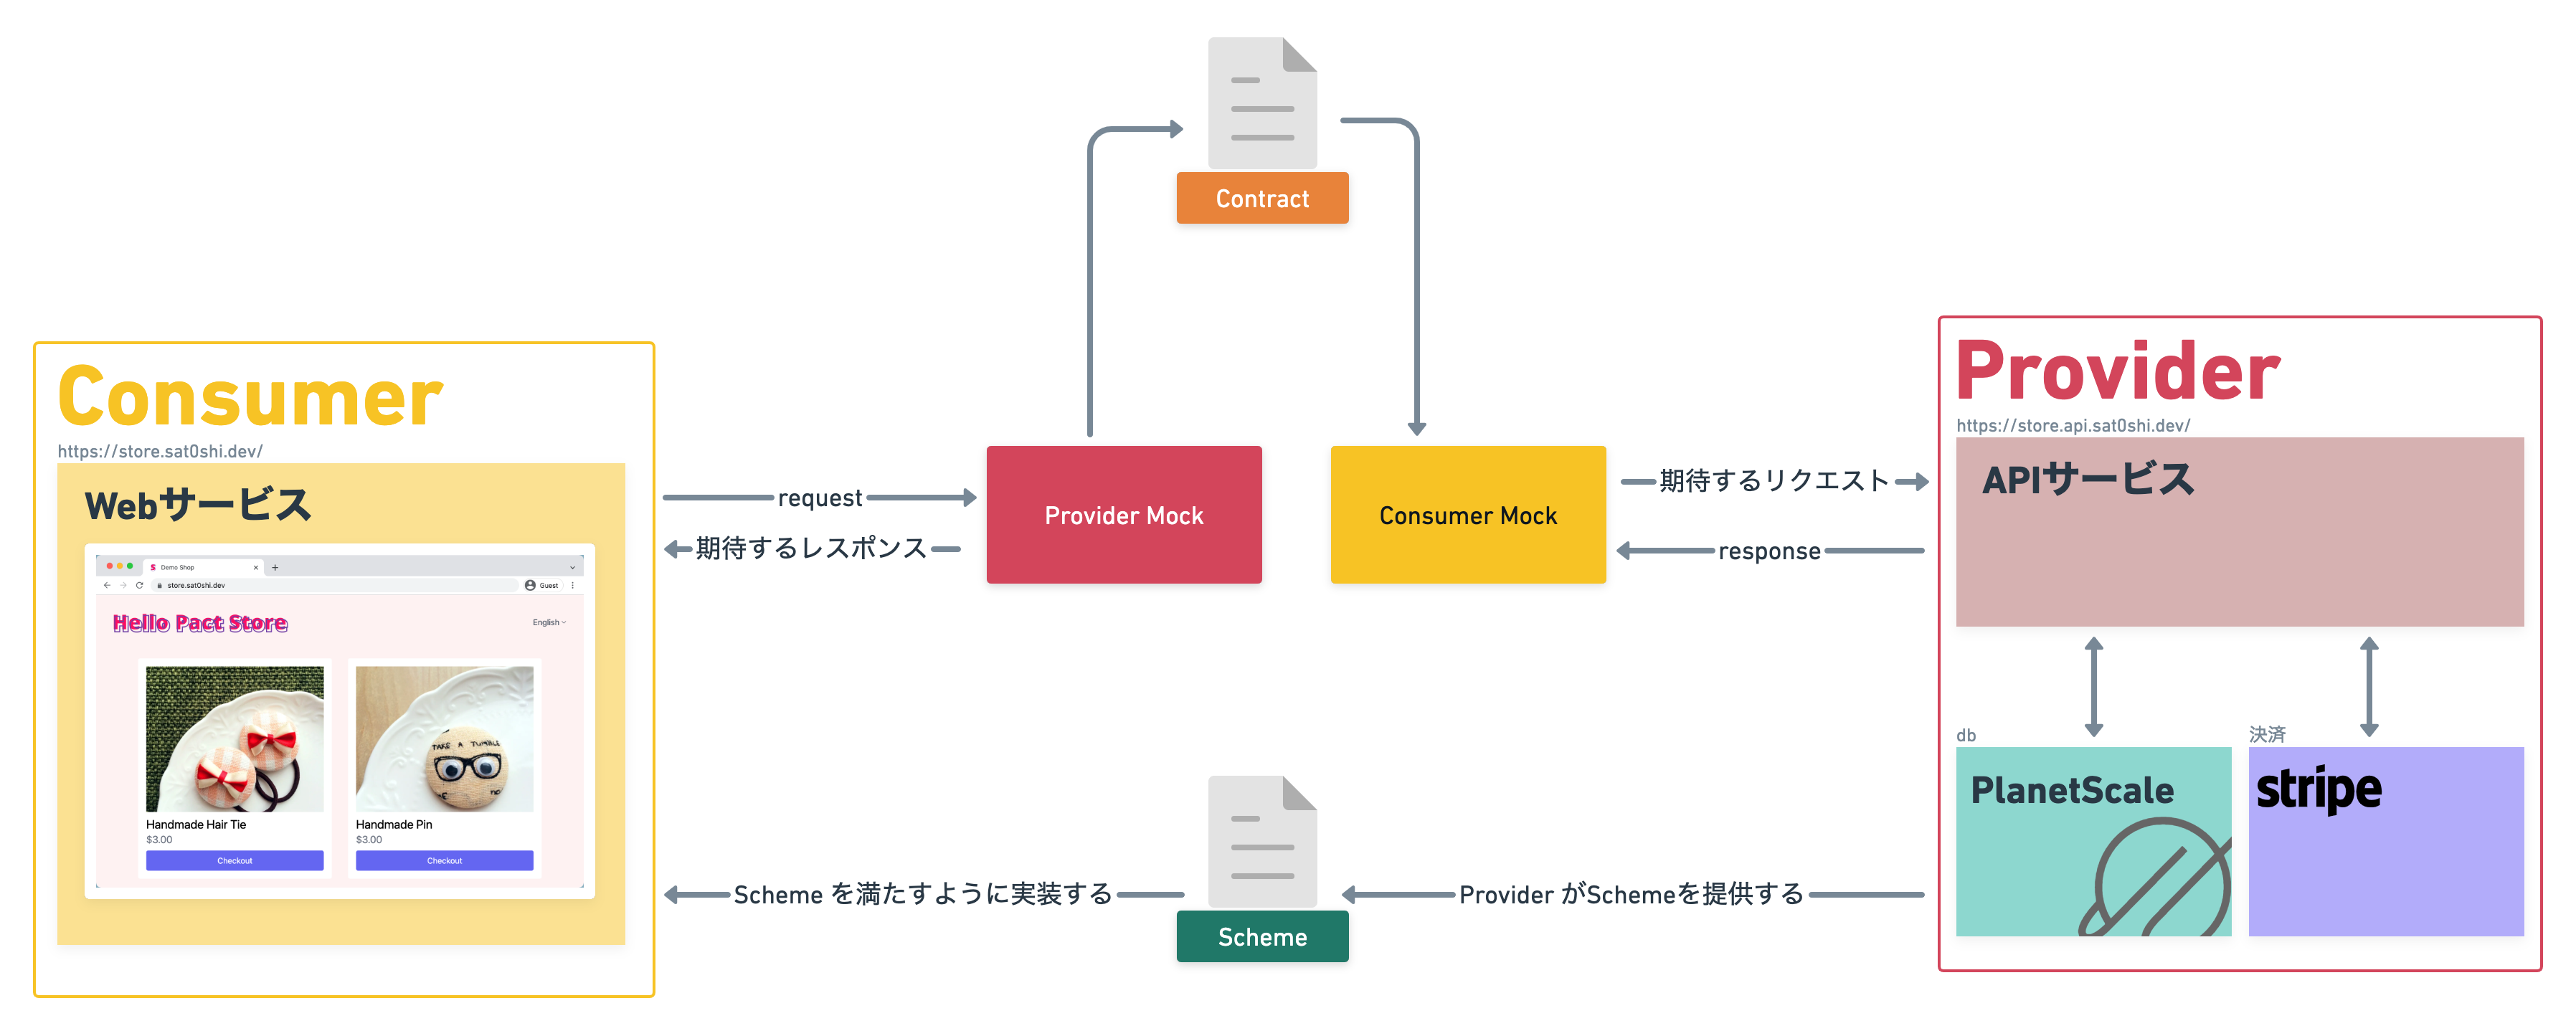 Contract
Consumer
https://store.sat0shi.dev/
Webサービス
Demo Shop
store.sat0shi.dev
Guest
Hello Pact Store
English
TAKE A TUMBLE
Handmade Hair Tie
$3.00
Checkout
Handmade Pin
$3.00
Checkout
request
期待するレスポンス
Provider Mock
Consumer Mock
期待するリクエスト
response
Provider
https://store.api.sat0shi.dev/
APIサービス
db
PlanetScale
決済
stripe
Scheme を満たすように実装する
Scheme
Provider がSchemeを提供する